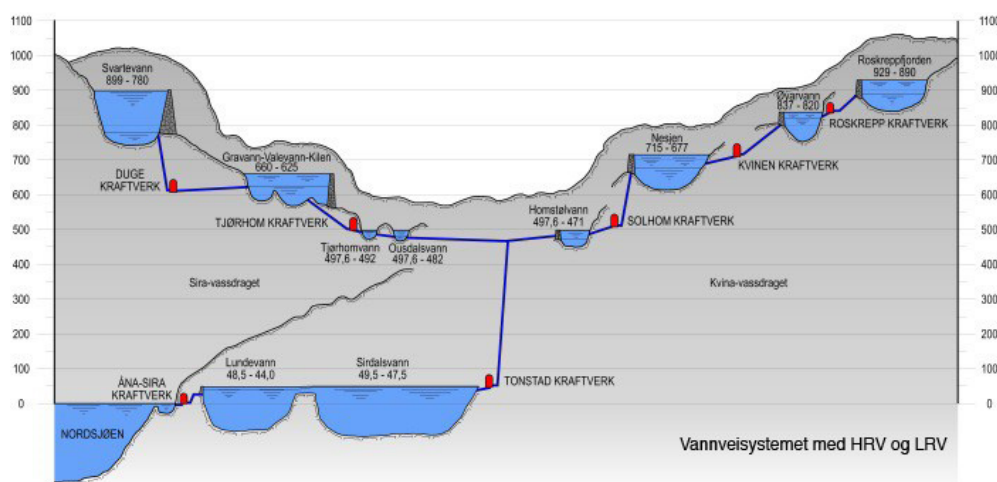 1100
1000
900
800
700
600
500
400
300
200
100
0
Svartevann
899 - 780
DUGE
KRAFTVERK
Gravann-Valevann-Kilen
660 - 625
TJØRHOM KRAFTVERK
Tjørhomvann
497,6 - 492
Ousdalsvann
497,6 - 482
Homstølvann
497,6 - 471
SOLHOM KRAFTVERK
Nesjen
715 - 677
KVINEN KRAFTVERK
Øyarvann
837 - 820
ROSKREPP KRAFTVERK
Roskreppfjorden
929 - 890
Sira-vassdraget
Kvina-vassdraget
ÅNA-SIRA
KRAFTVERK
Lundevann
48,5 - 44,0
Sirdalsvann
49,5 - 47,5
TONSTAD KRAFTVERK
NORDSJØEN
Vannveisystemet med HRV og LRV
1100
1000
900
800
700
600
500
400
300
200
100
0